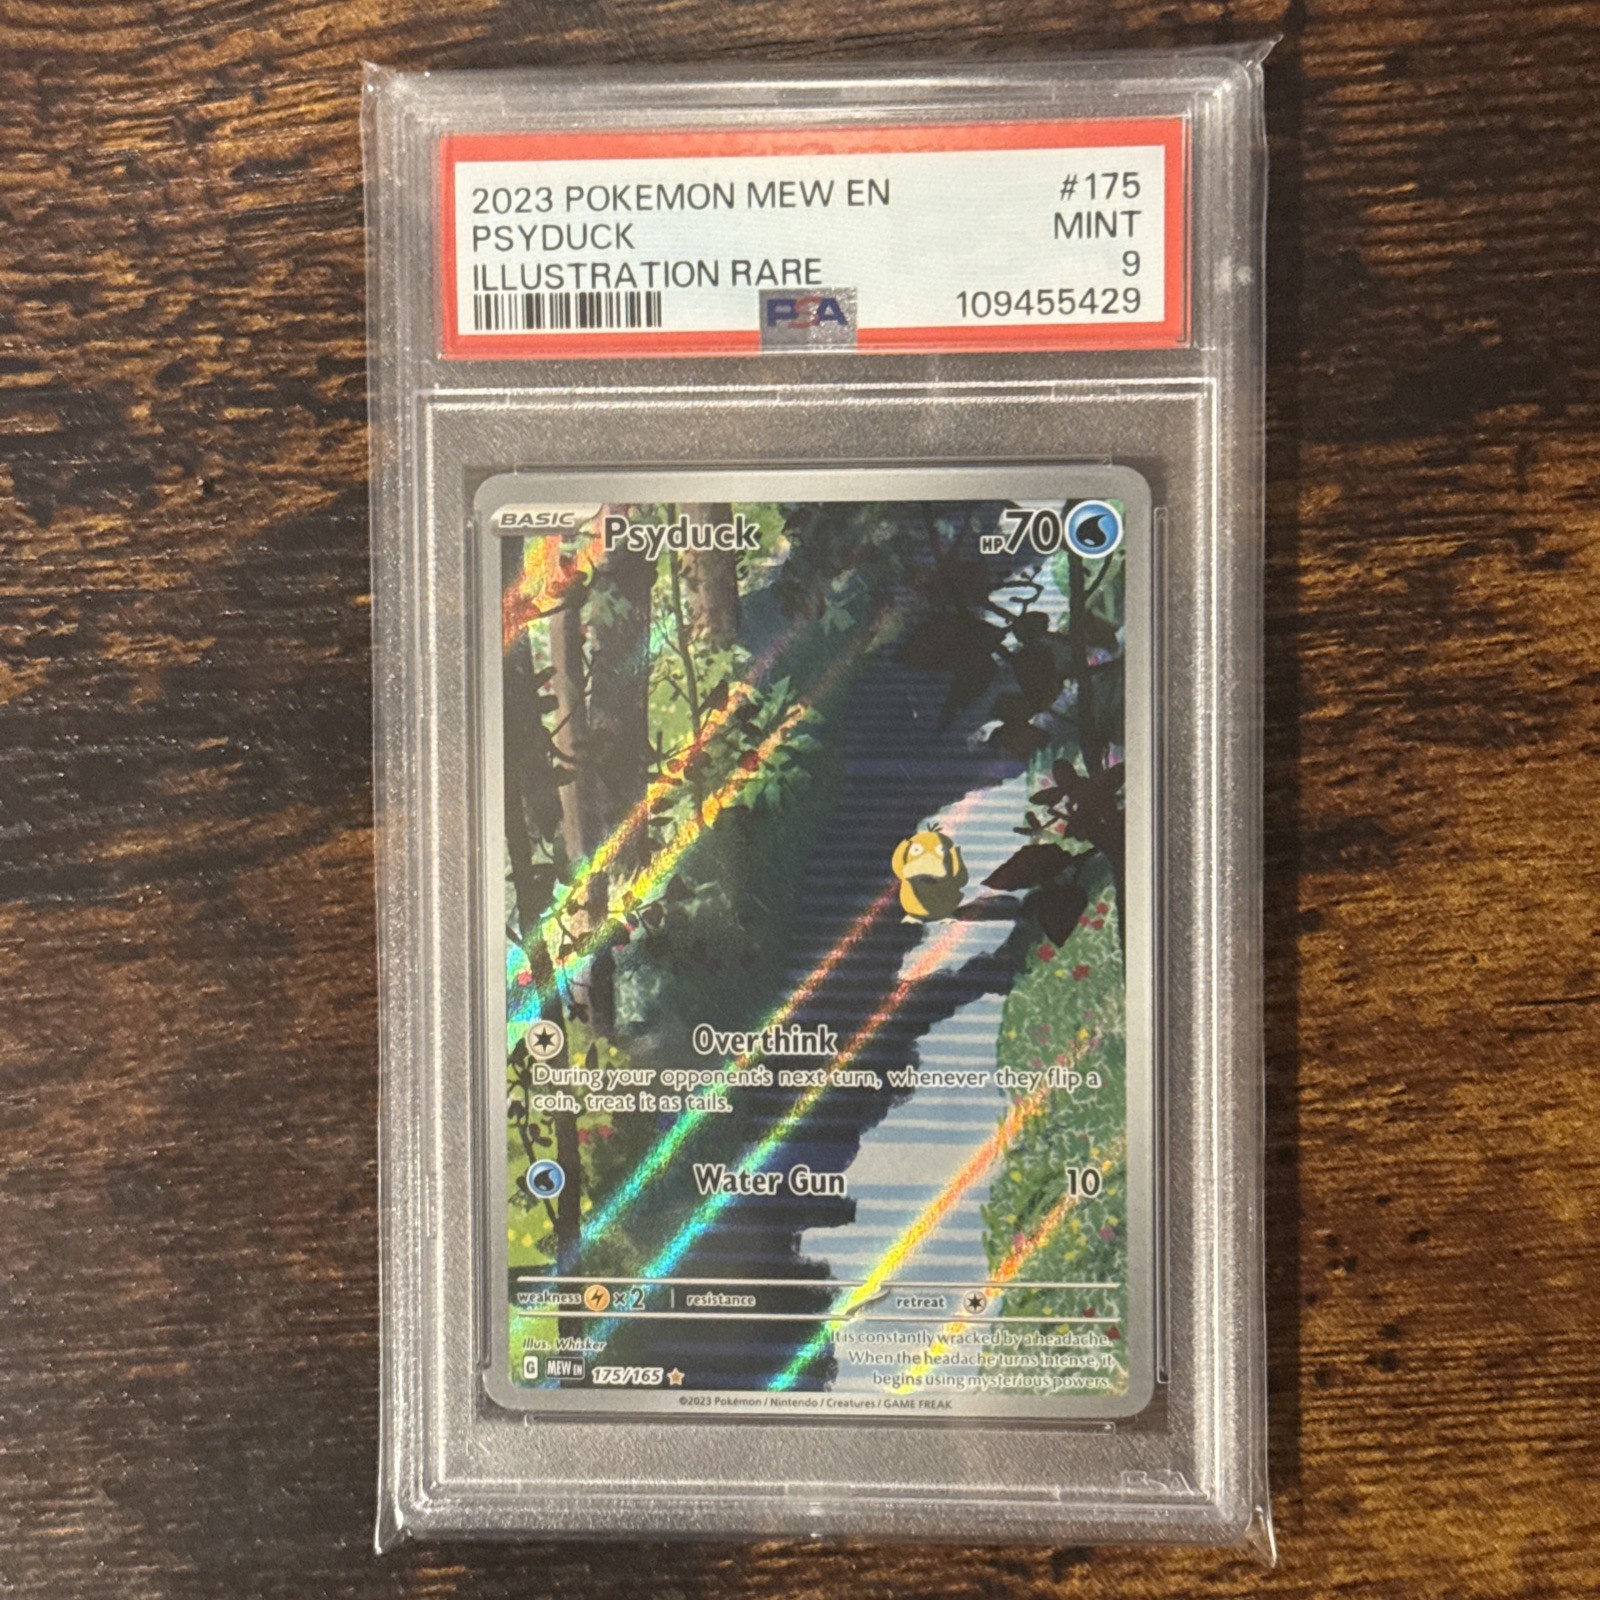 2023 POKEMON MEW EN #175
PSYDUCK MINT
ILLUSTRATION RARE 9
PSA 109455429
BASIC Psyduck HP70
Overthink
During your opponent's next turn, whenever they flip a
coin, treat it as tails.
Water Gun 10
weakness ×2 resistance retreat
Illus. Whisker
It is constantly wracked by a headache.
When the headache turns intense, it
begins using mysterious powers.
G MEW EN 175/165
©2023 Pokémon / Nintendo / Creatures / GAME FREAK
PSA